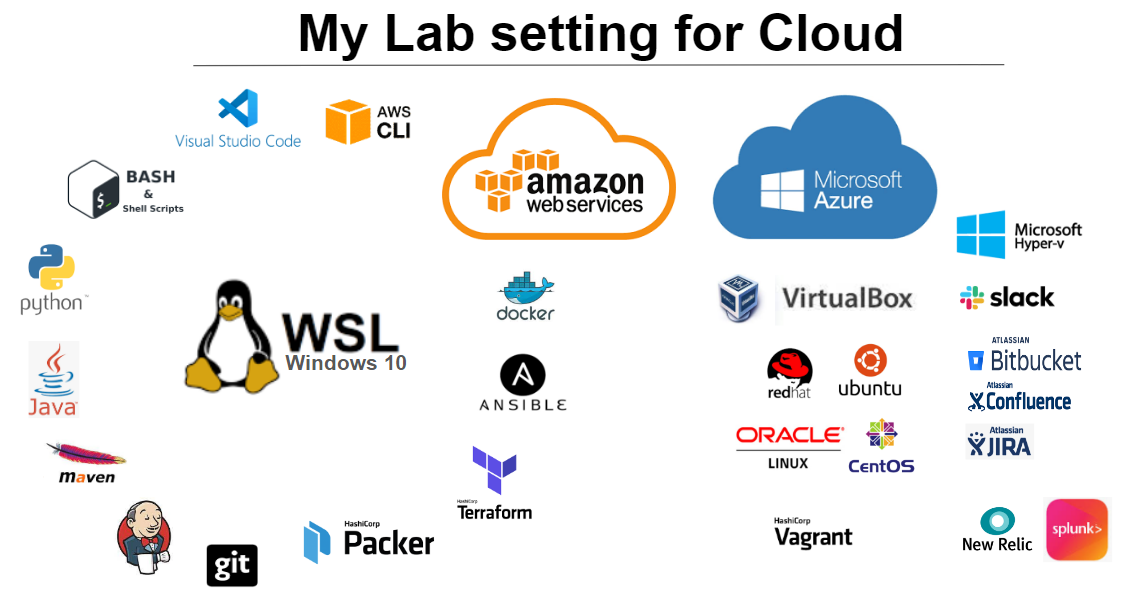 My Lab setting for Cloud
Visual Studio Code
AWS
CLI
BASH
&
Shell Scripts
$
amazon
web services
Microsoft
Azure
Microsoft
Hyper-v
python™
WSL
Windows 10
docker
VirtualBox
slack
Java
A
ANSIBLE
redhat
ubuntu
ATLASSIAN
Bitbucket
Atlassian
Confluence
Atlassian
JIRA
maven
ORACLE®
LINUX
CentOS
HashiCorp
Terraform
git
HashiCorp
Packer
HashiCorp
Vagrant
New Relic
splunk>